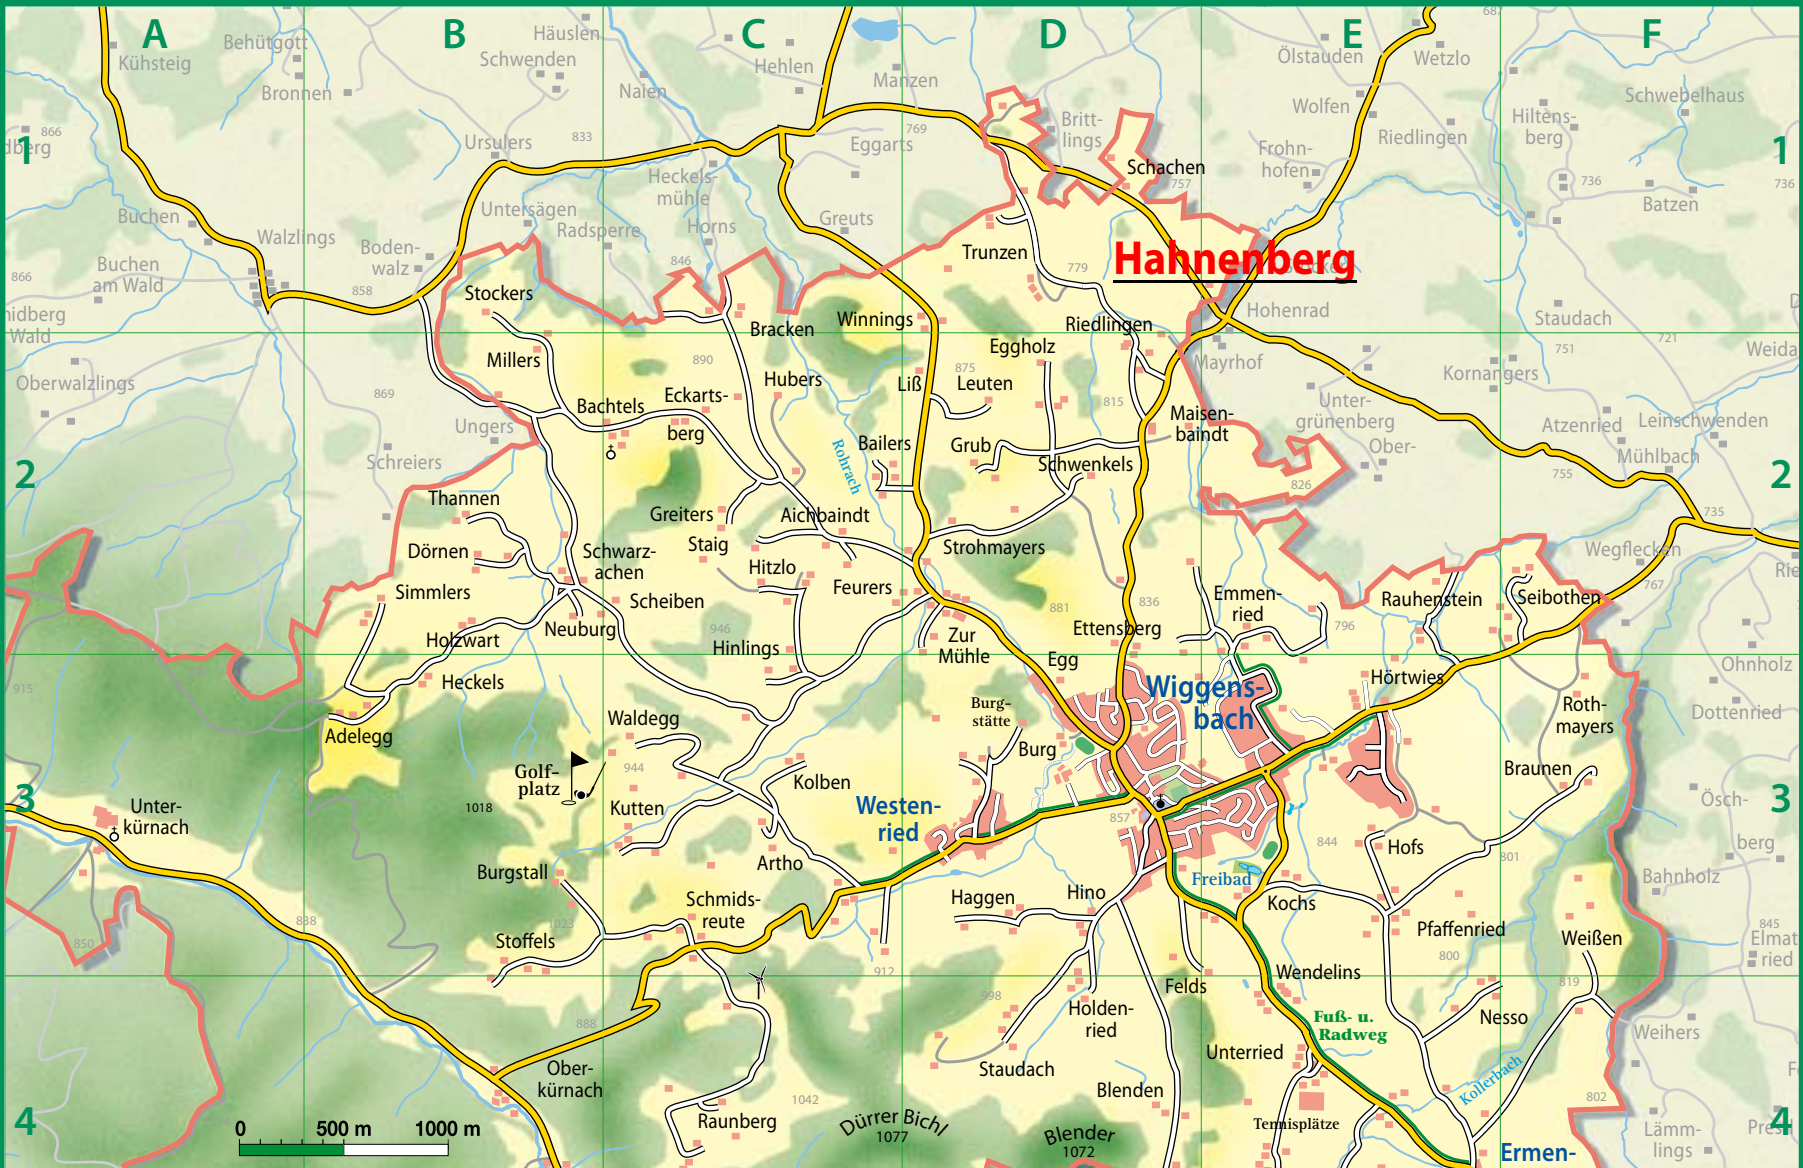 A
B
C
D
E
F
Kühsteig
Behütgott
Häuslen
Schwenden
Bronnen
Naien
Hehlen
Manzen
Ölstauden
Wetzlo
687
Wolfen
Schwebelhaus
Hiltens-
berg
Riedlingen
1
866
dberg
Ursulers
833
769
Eggarts
Britt-
lings
Schachen
757
Frohn-
hofen
736
Batzen
1
736
Heckels-
mühle
Buchen
Untersägen
Radsperre
Horns
Greuts
Walzlings
Boden-
walz
866
Buchen
am Wald
858
846
Trunzen
779
Hahnenberg
Hohenrad
Stockers
Bracken
Winnings
Riedlingen
Staudach
nidberg
Wald
Millers
890
Eggholz
875
Mayrhof
751
721
Weida
Oberwalzlings
869
Hubers
Liß
Leuten
815
Kornangers
Bachtels
Eckarts-
berg
Maisen-
baindt
Unter-
grünenberg
Ober-
Atzenried
Leinschwenden
Ungers
Rohrach
Bailers
Grub
Schwenkels
Mühlbach
2
Schreiers
826
755
2
Thannen
Greiters
Aichbaindt
735
Staig
Dörnen
Schwarz-
achen
Hitzlo
Strohmayers
Wegflecken
Rie
Simmlers
Scheiben
Feurers
881
836
Emmen-
ried
Rauhenstein
Seibothen
767
Holzwart
Neuburg
946
Hinlings
Zur
Mühle
Ettensberg
796
Egg
Heckels
Hörtwies
Ohnholz
915
Wiggens-
bach
Burg-
stätte
Roth-
mayers
Dottenried
Waldegg
Adelegg
Burg
Golf-
platz
944
Kolben
Braunen
3
1018
Kutten
Westen-
ried
Ösch-
berg
3
Unter-
kürnach
857
844
Hofs
801
Artho
Burgstall
Freibad
Bahnholz
Schmids-
reute
Haggen
Hino
Kochs
838
1023
Pfaffenried
845
Elmat
ried
850
Stoffels
Weißen
912
800
Wendelins
819
Felds
998
Holden-
ried
Fuß- u.
Radweg
Nesso
888
Weihers
Staudach
Unterried
Ober-
kürnach
Blenden
Kollerbach
802
1042
4
0 500 m 1000 m
Raunberg
Dürrer Bichl
1077
Blender
1072
Tennisplätze
Ermen-
Lämm-
lings
4